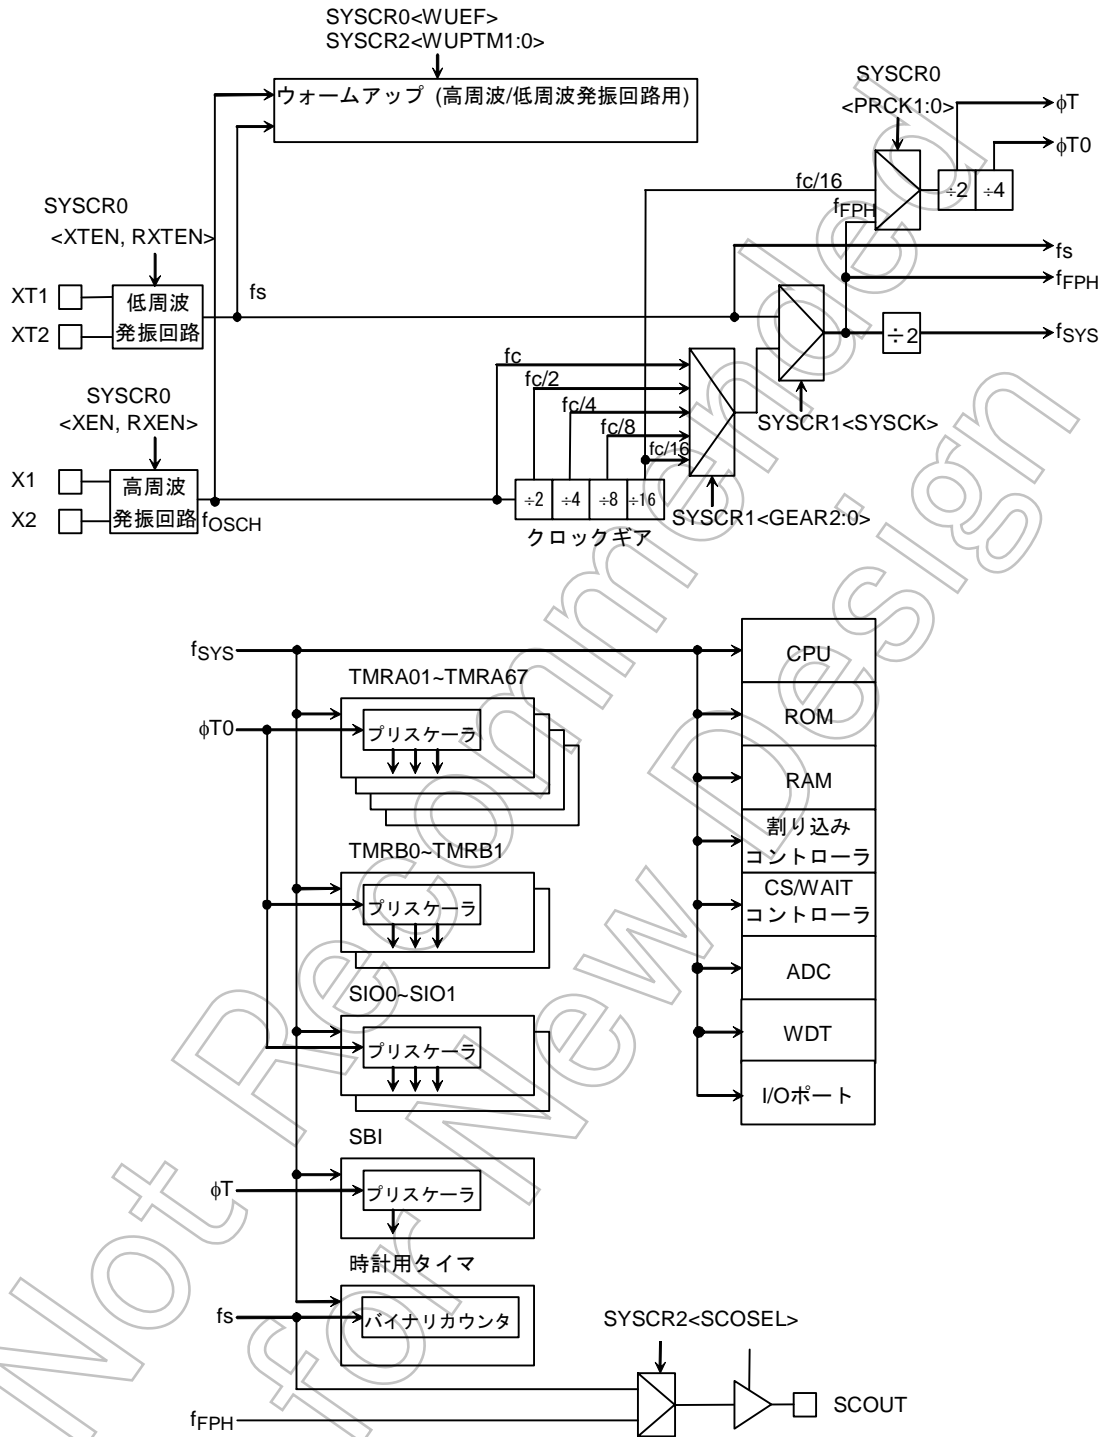 SYSCR0<WUEF>
SYSCR2<WUPTM1:0>
ウォームアップ (高周波/低周波発振回路用)
SYSCR0
<PRCK1:0>
ϕT
ϕT0
fc/16
fFPH
÷2
÷4
SYSCR0
<XTEN, RXTEN>
fs
fs
fFPH
XT1
XT2
低周波
発振回路
÷2
fSYS
fc
fc/2
fc/4
fc/8
fc/16
SYSCR1<SYSCK>
SYSCR0
<XEN, RXEN>
X1
X2
高周波
発振回路
fOSCH
÷2
÷4
÷8
÷16
クロックギア
SYSCR1<GEAR2:0>
fSYS
CPU
TMRA01~TMRA67
ϕT0
プリスケーラ
ROM
RAM
割り込み
コントローラ
TMRB0~TMRB1
プリスケーラ
CS/WAIT
コントローラ
ADC
SIO0~SIO1
プリスケーラ
WDT
I/Oポート
SBI
ϕT
プリスケーラ
時計用タイマ
fs
バイナリカウンタ
SYSCR2<SCOSEL>
SCOUT
fFPH
Not Recommended
for New Design